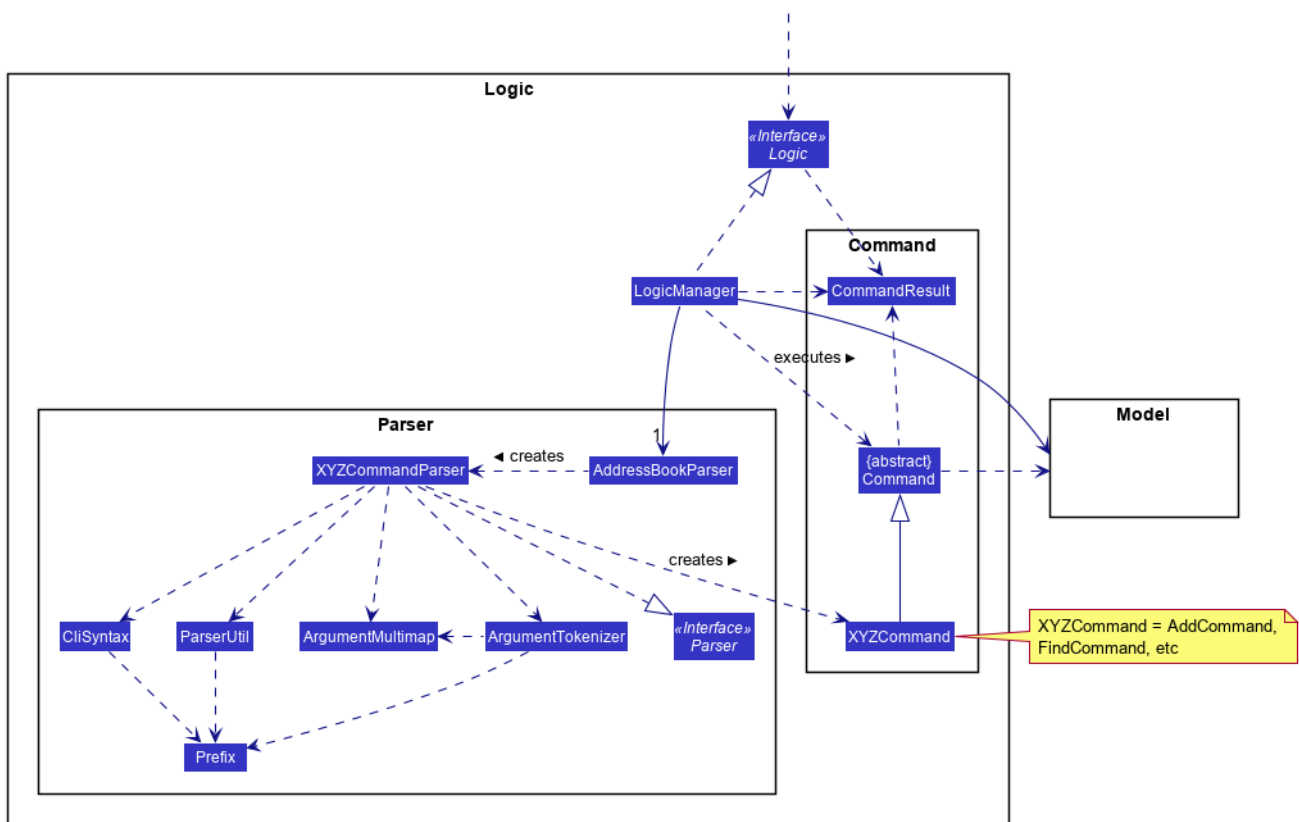 Logic
«Interface»
Logic
Command
LogicManager
CommandResult
executes ►
Model
Parser
1
◄ creates
XYZCommandParser
AddressBookParser
{abstract}
Command
creates ►
CliSyntax
ParserUtil
ArgumentMultimap
ArgumentTokenizer
«Interface»
Parser
XYZCommand
XYZCommand = AddCommand,
FindCommand, etc
Prefix